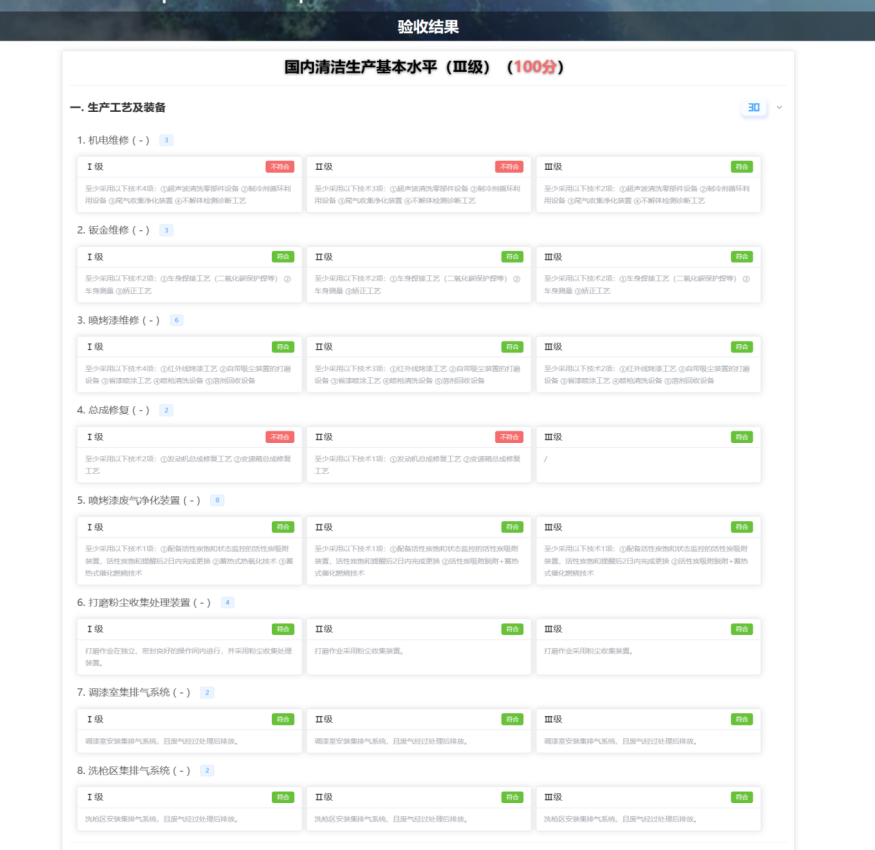 验收结果
国内清洁生产基本水平（Ⅲ级）（100分）
一. 生产工艺及装备
30
1. 机电维修 ( - ) 3
Ⅰ级 不符合
至少采用以下技术4项：①超声波清洗零部件设备 ②制冷剂循环利
用设备 ③尾气收集净化装置 ④不解体检测诊断工艺
Ⅱ级 不符合
至少采用以下技术3项：①超声波清洗零部件设备 ②制冷剂循环利
用设备 ③尾气收集净化装置 ④不解体检测诊断工艺
Ⅲ级 符合
至少采用以下技术2项：①超声波清洗零部件设备 ②制冷剂循环利
用设备 ③尾气收集净化装置 ④不解体检测诊断工艺
2. 钣金维修 ( - ) 3
Ⅰ级 符合
至少采用以下技术2项：①车身焊接工艺（二氧化碳保护焊等） ②
车身测量 ③矫正工艺
Ⅱ级 符合
至少采用以下技术2项：①车身焊接工艺（二氧化碳保护焊等） ②
车身测量 ③矫正工艺
Ⅲ级 符合
至少采用以下技术2项：①车身焊接工艺（二氧化碳保护焊等） ②
车身测量 ③矫正工艺
3. 喷烤漆维修 ( - ) 6
Ⅰ级 符合
至少采用以下技术4项：①红外线烤漆工艺 ②自带吸尘装置的打磨
设备 ③省漆喷涂工艺 ④喷枪清洗设备 ⑤溶剂回收设备
Ⅱ级 符合
至少采用以下技术3项：①红外线烤漆工艺 ②自带吸尘装置的打磨
设备 ③省漆喷涂工艺 ④喷枪清洗设备 ⑤溶剂回收设备
Ⅲ级 符合
至少采用以下技术2项：①红外线烤漆工艺 ②自带吸尘装置的打磨
设备 ③省漆喷涂工艺 ④喷枪清洗设备 ⑤溶剂回收设备
4. 总成修复 ( - ) 2
Ⅰ级 不符合
至少采用以下技术2项：①发动机总成修复工艺 ②变速箱总成修复
工艺
Ⅱ级 不符合
至少采用以下技术1项：①发动机总成修复工艺 ②变速箱总成修复
工艺
Ⅲ级 符合
/
5. 喷烤漆废气净化装置 ( - ) 8
Ⅰ级 符合
至少采用以下技术1项：①配备活性炭饱和状态监控的活性炭吸附
装置，活性炭饱和提醒后2日内完成更换 ②蓄热式热氧化技术 ③蓄
热式催化燃烧技术
Ⅱ级 符合
至少采用以下技术1项：①配备活性炭饱和状态监控的活性炭吸附
装置，活性炭饱和提醒后2日内完成更换 ②活性炭吸附脱附+蓄热
式催化燃烧技术
Ⅲ级 符合
至少采用以下技术1项：①配备活性炭饱和状态监控的活性炭吸附
装置，活性炭饱和提醒后2日内完成更换 ②活性炭吸附脱附+蓄热
式催化燃烧技术
6. 打磨粉尘收集处理装置 ( - ) 4
Ⅰ级 符合
打磨作业在独立、密封良好的操作间内进行，并采用粉尘收集处理
装置。
Ⅱ级 符合
打磨作业采用粉尘收集装置。
Ⅲ级 符合
打磨作业采用粉尘收集装置。
7. 调漆室集排气系统 ( - ) 2
Ⅰ级 符合
调漆室安装集排气系统，且废气经过处理后排放。
Ⅱ级 符合
调漆室安装集排气系统，且废气经过处理后排放。
Ⅲ级 符合
调漆室安装集排气系统，且废气经过处理后排放。
8. 洗枪区集排气系统 ( - ) 2
Ⅰ级 符合
洗枪区安装集排气系统，且废气经过处理后排放。
Ⅱ级 符合
洗枪区安装集排气系统，且废气经过处理后排放。
Ⅲ级 符合
洗枪区安装集排气系统，且废气经过处理后排放。